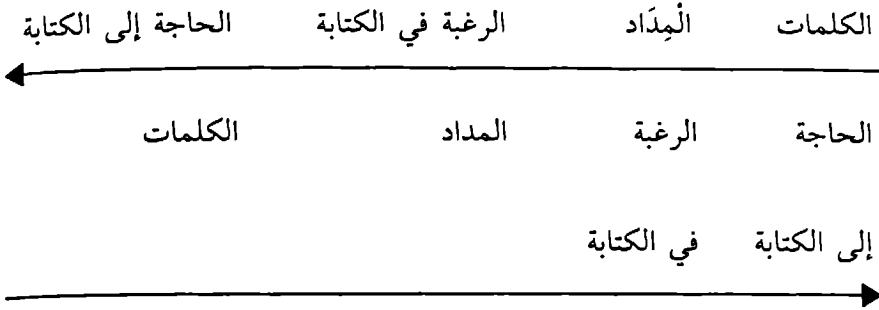 الكلمات الْمِدَاد الرغبة في الكتابة الحاجة إلى الكتابة
الحاجة الرغبة المداد الكلمات
إلى الكتابة في الكتابة